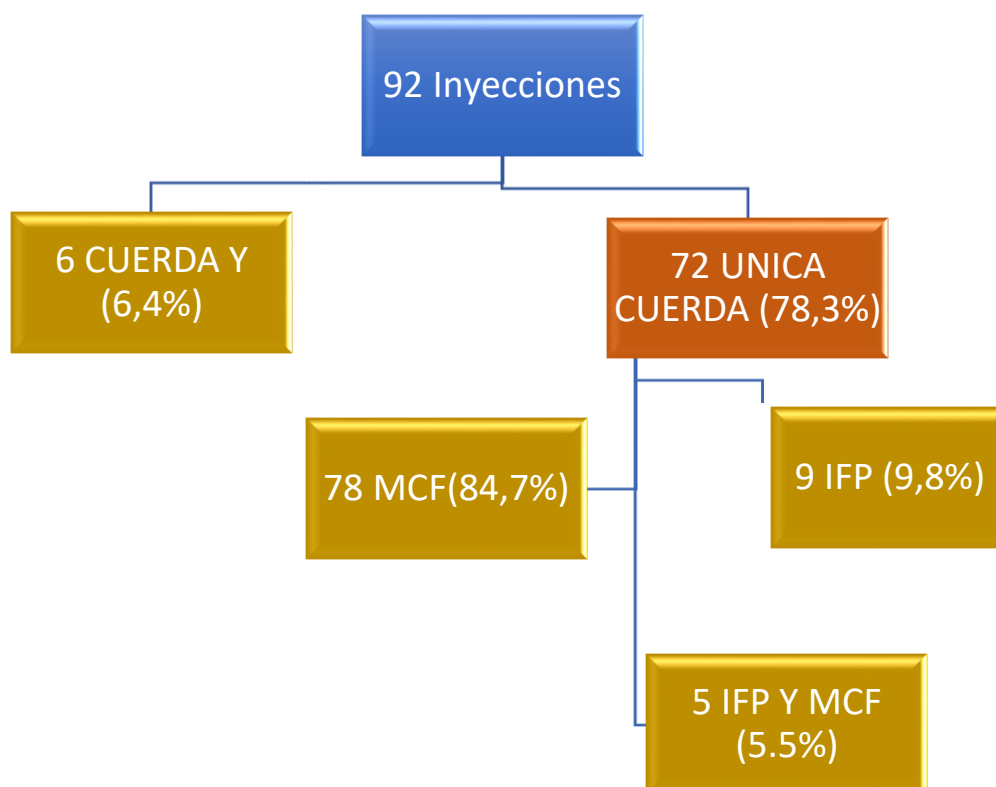 92 Inyecciones
6 CUERDA Y
(6,4%)
72 UNICA
CUERDA (78,3%)
78 MCF(84,7%)
9 IFP (9,8%)
5 IFP Y MCF
(5.5%)